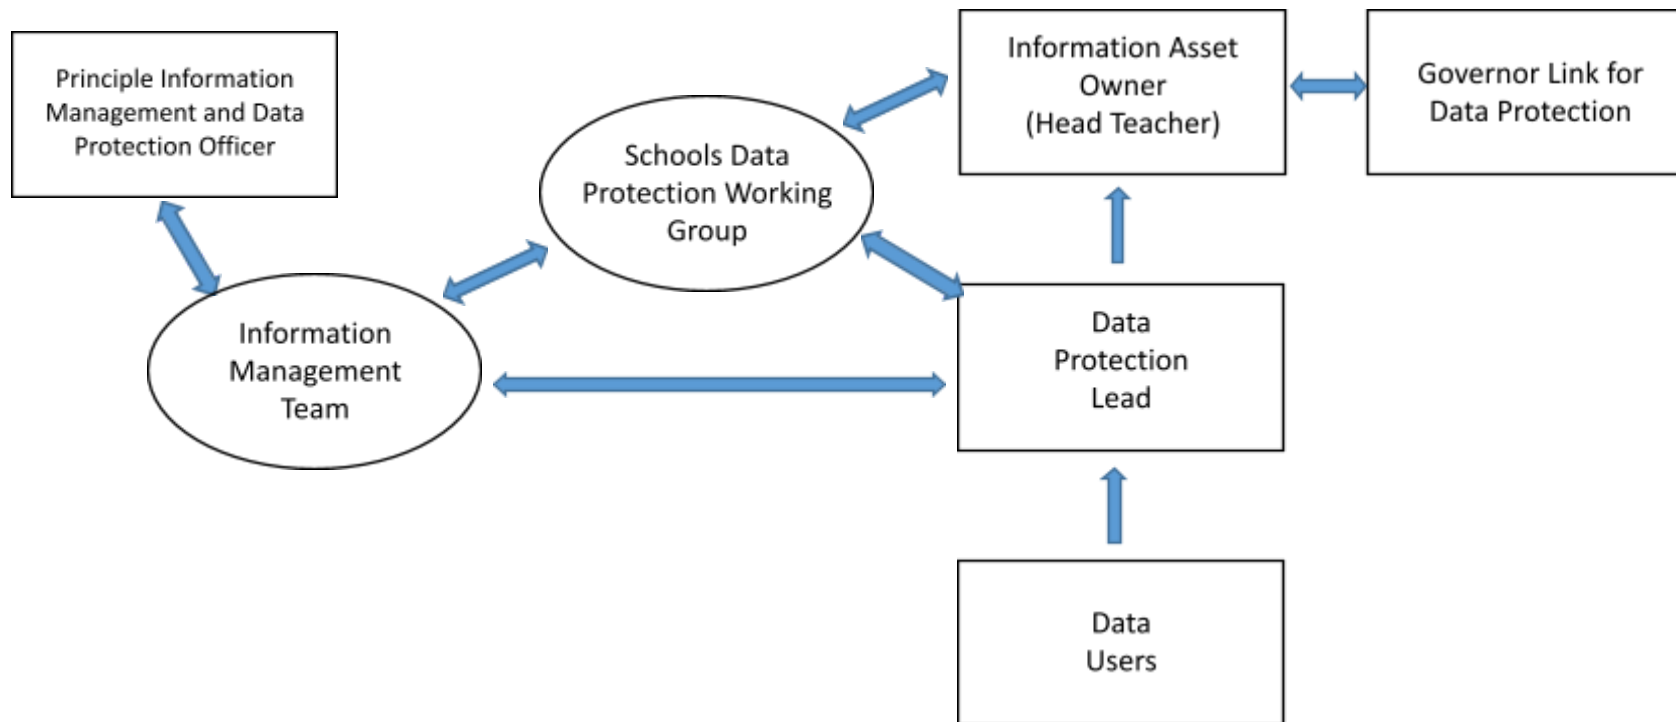 Principle Information
Management and Data
Protection Officer
Information
Management
Team
Schools Data
Protection Working
Group
Information Asset
Owner
(Head Teacher)
Governor Link for
Data Protection
Data
Protection
Lead
Data
Users